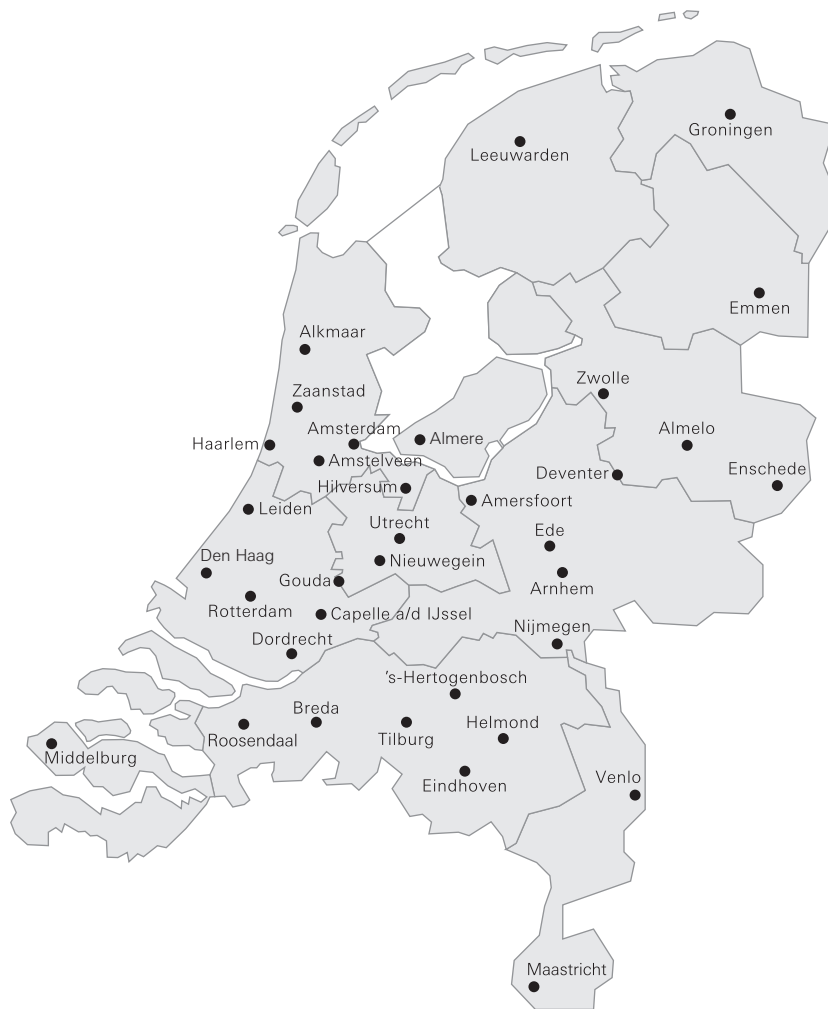 Groningen
Leeuwarden
Emmen
Alkmaar
Zwolle
Zaanstad
Amsterdam
Almelo
Almere
Haarlem
Amstelveen
Enschede
Deventer
Hilversum
Amersfoort
Leiden
Utrecht
Ede
Den Haag
Nieuwegein
Gouda
Arnhem
Rotterdam
Capelle a/d IJssel
Nijmegen
Dordrecht
's-Hertogenbosch
Breda
Helmond
Roosendaal
Tilburg
Middelburg
Venlo
Eindhoven
Maastricht